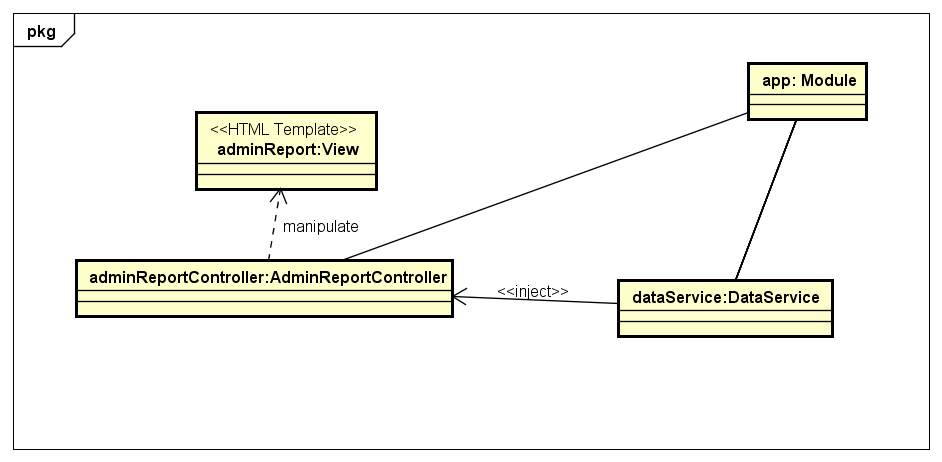 pkg
app: Module
<<HTML Template>>
adminReport:View
manipulate
adminReportController:AdminReportController
<<inject>>
dataService:DataService